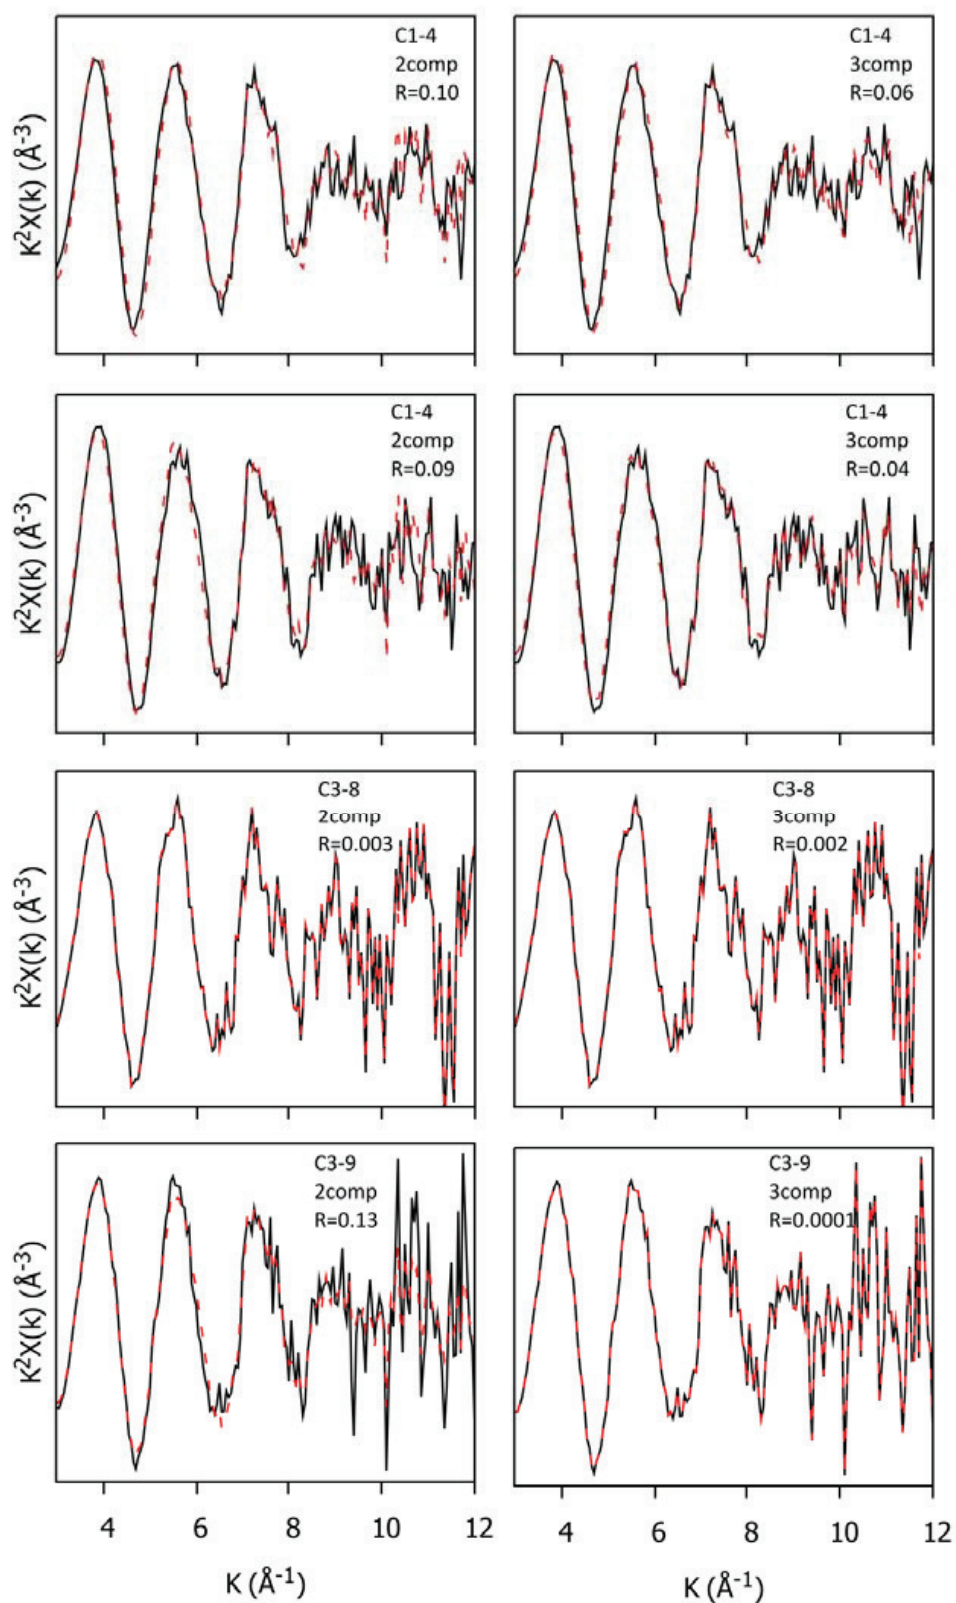 C1-4
2comp
R=0.10
K²X(k) (Å⁻³)
C1-4
3comp
R=0.06
C1-4
2comp
R=0.09
K²X(k) (Å⁻³)
C1-4
3comp
R=0.04
C3-8
2comp
R=0.003
K²X(k) (Å⁻³)
C3-8
3comp
R=0.002
C3-9
2comp
R=0.13
K²X(k) (Å⁻³)
C3-9
3comp
R=0.0001
4 6 8 10 12
K (Å⁻¹)
4 6 8 10 12
K (Å⁻¹)